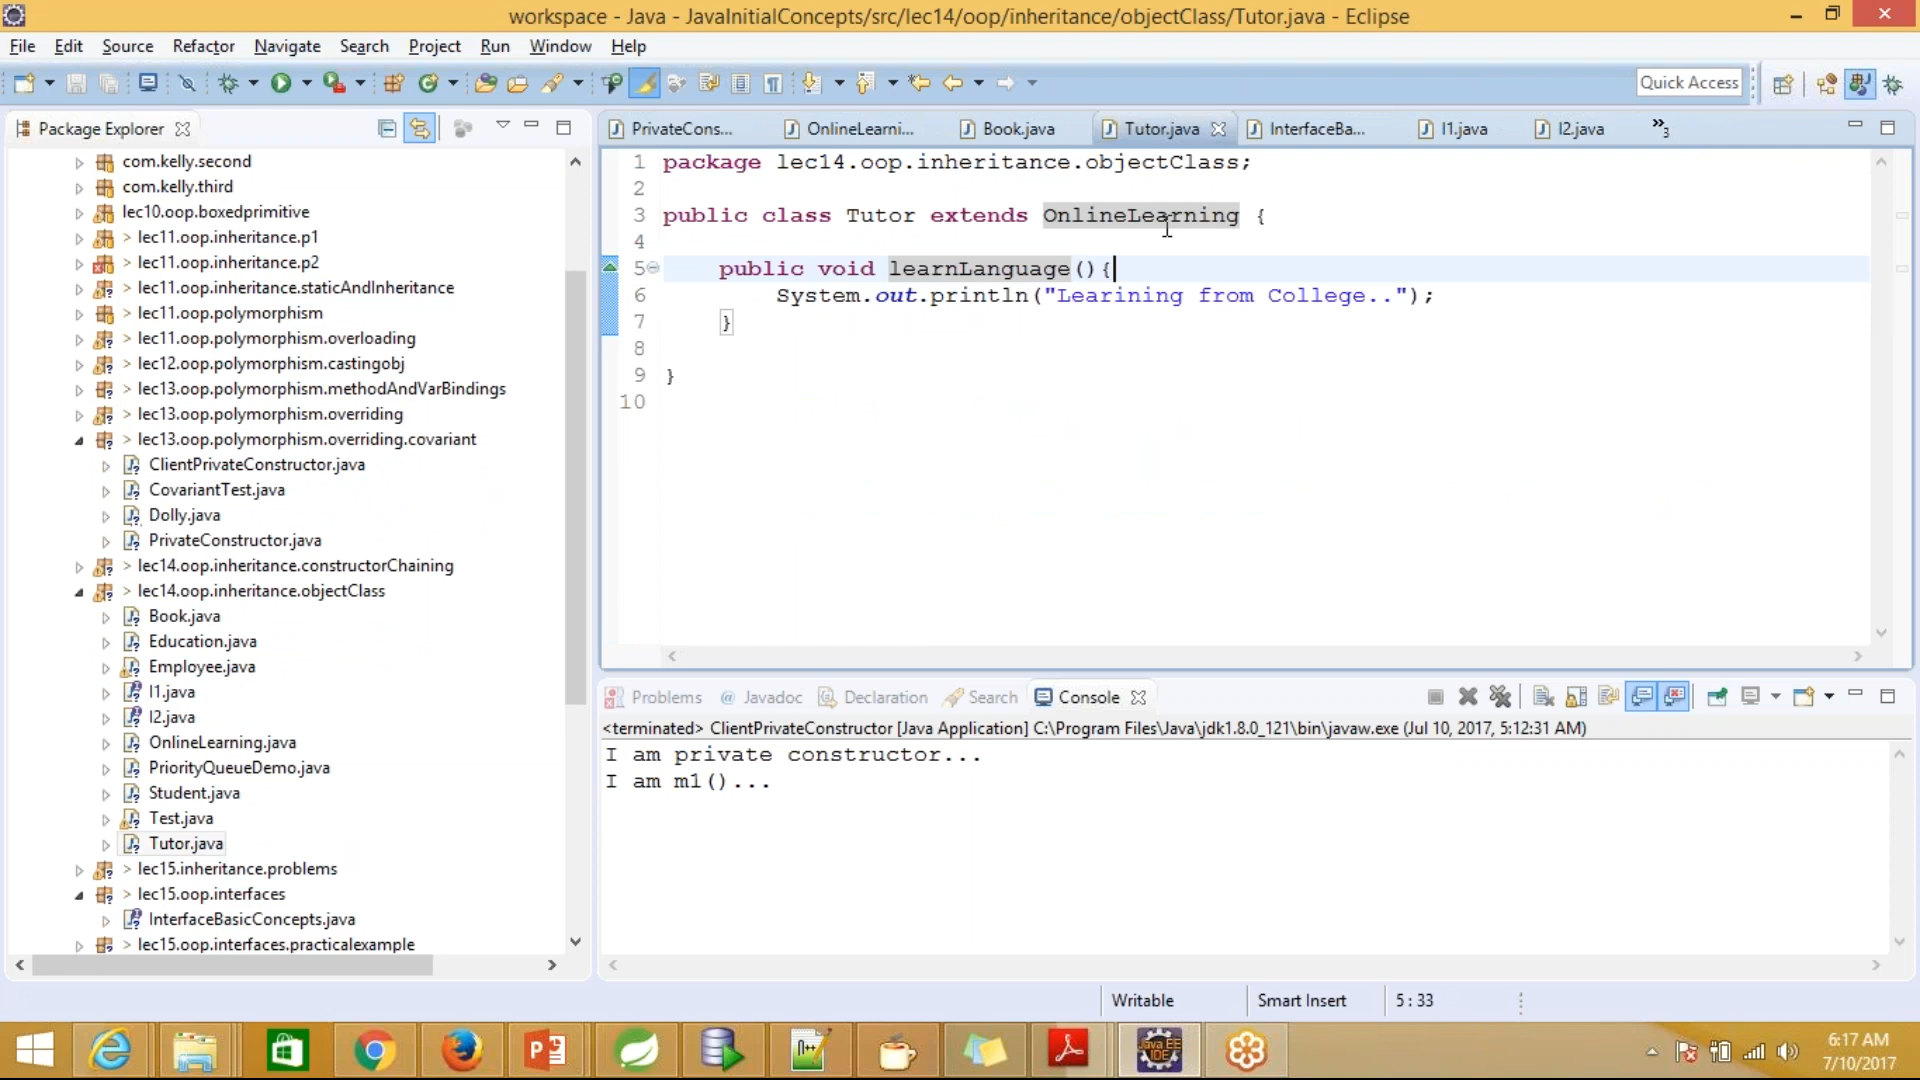 workspace - Java - JavaInitialConcepts/src/lec14/oop/inheritance/objectClass/Tutor.java - Eclipse
File Edit Source Refactor Navigate Search Project Run Window Help
Quick Access
Package Explorer
com.kelly.second
com.kelly.third
lec10.oop.boxedprimitive
> lec11.oop.inheritance.p1
> lec11.oop.inheritance.p2
> lec11.oop.inheritance.staticAndInheritance
> lec11.oop.polymorphism
> lec11.oop.polymorphism.overloading
> lec12.oop.polymorphism.castingobj
> lec13.oop.polymorphism.methodAndVarBindings
> lec13.oop.polymorphism.overriding
> lec13.oop.polymorphism.overriding.covariant
ClientPrivateConstructor.java
CovariantTest.java
Dolly.java
PrivateConstructor.java
> lec14.oop.inheritance.constructorChaining
> lec14.oop.inheritance.objectClass
Book.java
Education.java
Employee.java
I1.java
I2.java
OnlineLearning.java
PriorityQueueDemo.java
Student.java
Test.java
Tutor.java
> lec15.inheritance.problems
> lec15.oop.interfaces
InterfaceBasicConcepts.java
> lec15.oop.interfaces.practicalexample
PrivateCons... OnlineLearni... Book.java Tutor.java InterfaceBa... I1.java I2.java »3
1 package lec14.oop.inheritance.objectClass;
2
3 public class Tutor extends OnlineLearning {
4
5 public void learnLanguage(){
6 System.out.println("Learining from College..");
7 }
8
9 }
10
Problems @ Javadoc Declaration Search Console
<terminated> ClientPrivateConstructor [Java Application] C:\Program Files\Java\jdk1.8.0_121\bin\javaw.exe (Jul 10, 2017, 5:12:31 AM)
I am private constructor...
I am m1()...
Writable Smart Insert 5 : 33
Java EE
IDE
6:17 AM
7/10/2017